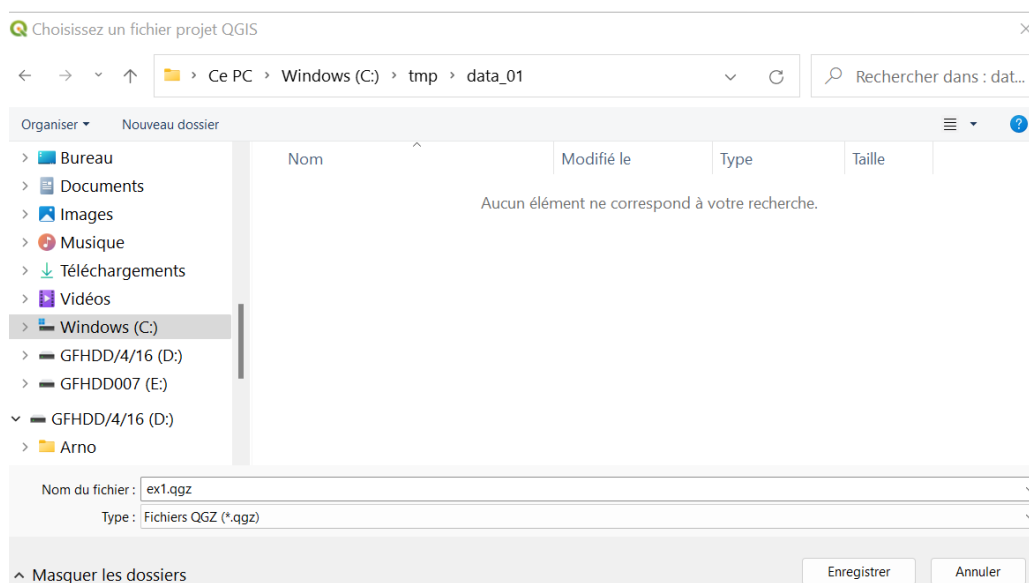 Choisissez un fichier projet QGIS
Ce PC > Windows (C:) > tmp > data_01 Rechercher dans : dat...
Organiser Nouveau dossier ?
Bureau
Documents
Images
Musique
Téléchargements
Vidéos
Windows (C:)
GFHDD/4/16 (D:)
GFHDD007 (E:)
GFHDD/4/16 (D:)
Arno
Nom Modifié le Type Taille
Aucun élément ne correspond à votre recherche.
Nom du fichier : ex1.qgz
Type : Fichiers QGZ (*.qgz)
Masquer les dossiers Enregistrer Annuler